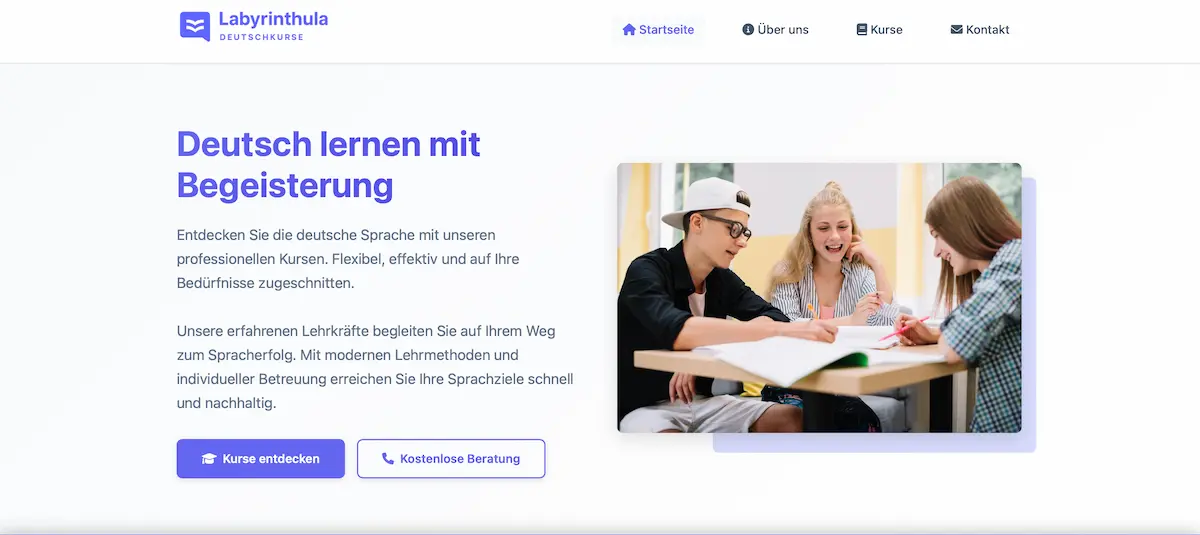 Labyrinthula
DEUTSCHKURSE
Startseite
Über uns
Kurse
Kontakt
Deutsch lernen mit
Begeisterung
Entdecken Sie die deutsche Sprache mit unseren
professionellen Kursen. Flexibel, effektiv und auf Ihre
Bedürfnisse zugeschnitten.
Unsere erfahrenen Lehrkräfte begleiten Sie auf Ihrem Weg
zum Spracherfolg. Mit modernen Lehrmethoden und
individueller Betreuung erreichen Sie Ihre Sprachziele schnell
und nachhaltig.
Kurse entdecken
Kostenlose Beratung